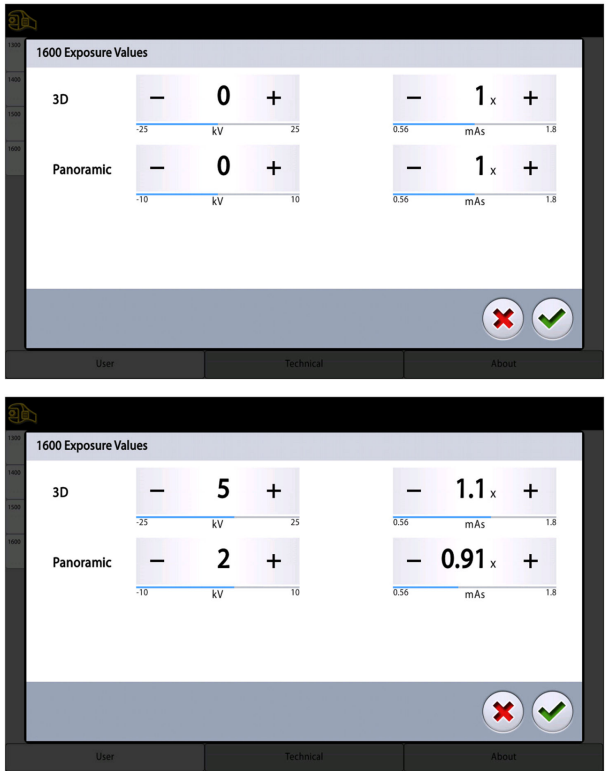 1300
1400
1500
1600
1600 Exposure Values
3D
− 0 +
-25 kV 25
− 1 x +
0.56 mAs 1.8
Panoramic
− 0 +
-10 kV 10
− 1 x +
0.56 mAs 1.8
User Technical About
1300
1400
1500
1600
1600 Exposure Values
3D
− 5 +
-25 kV 25
− 1.1 x +
0.56 mAs 1.8
Panoramic
− 2 +
-10 kV 10
− 0.91 x +
0.56 mAs 1.8
User Technical About